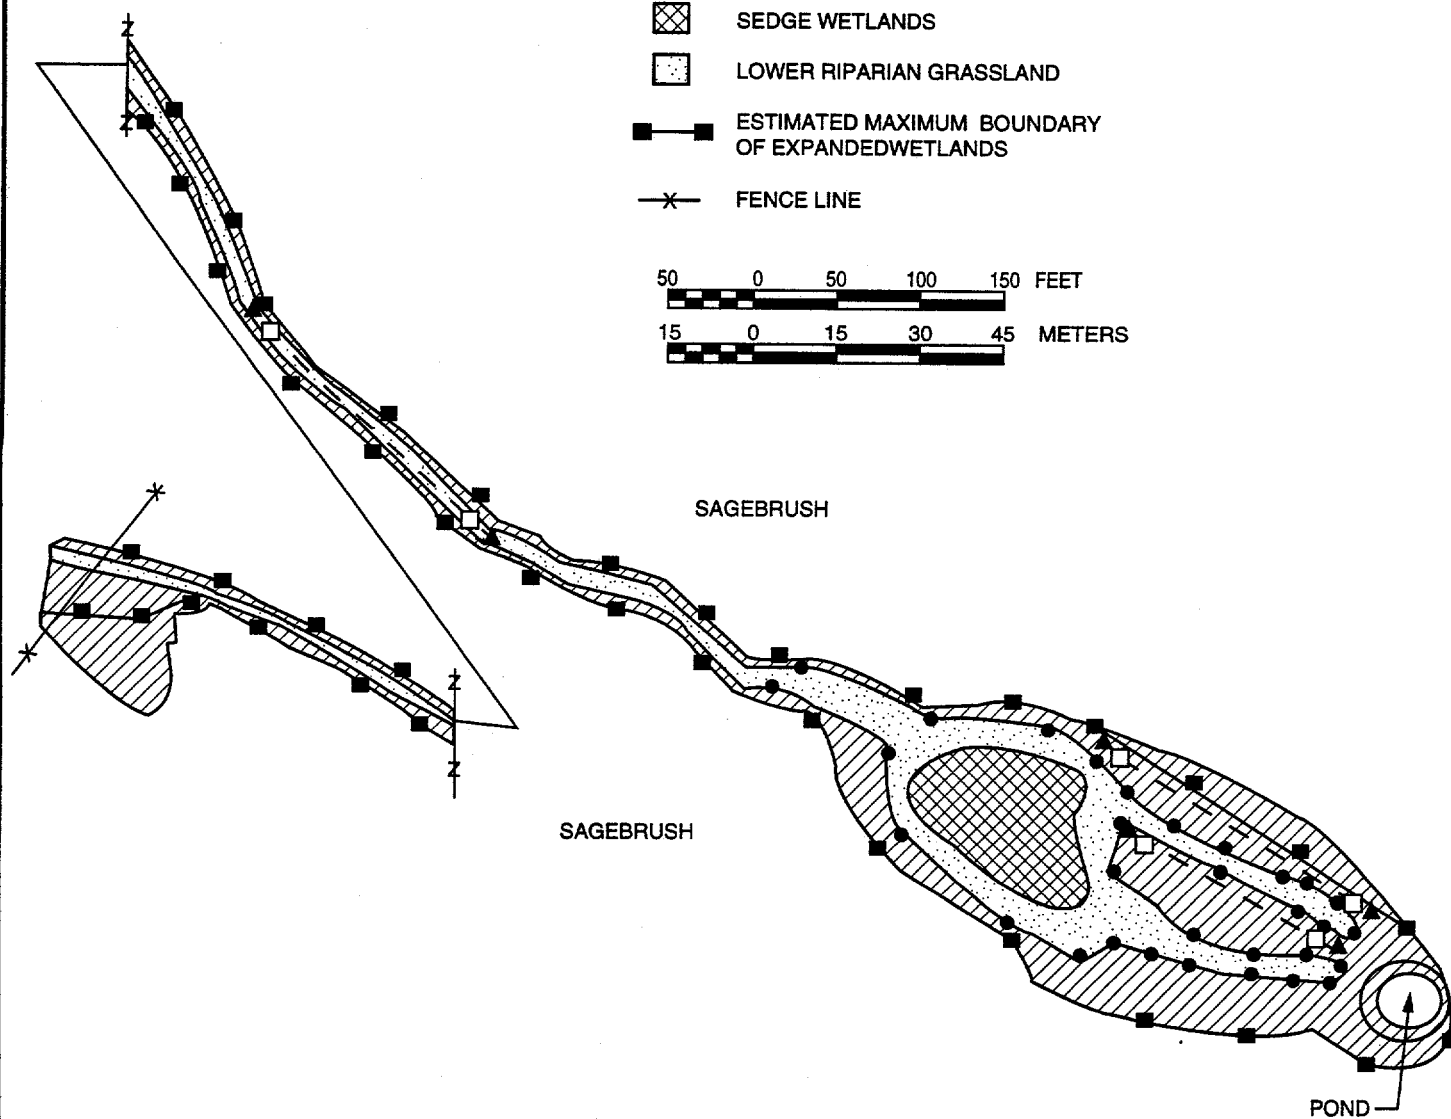 SEDGE WETLANDS
LOWER RIPARIAN GRASSLAND
ESTIMATED MAXIMUM BOUNDARY
OF EXPANDEDWETLANDS
X FENCE LINE
50 0 50 100 150 FEET
15 0 15 30 45 METERS
Z
Z
SAGEBRUSH
Z
Z
SAGEBRUSH
POND